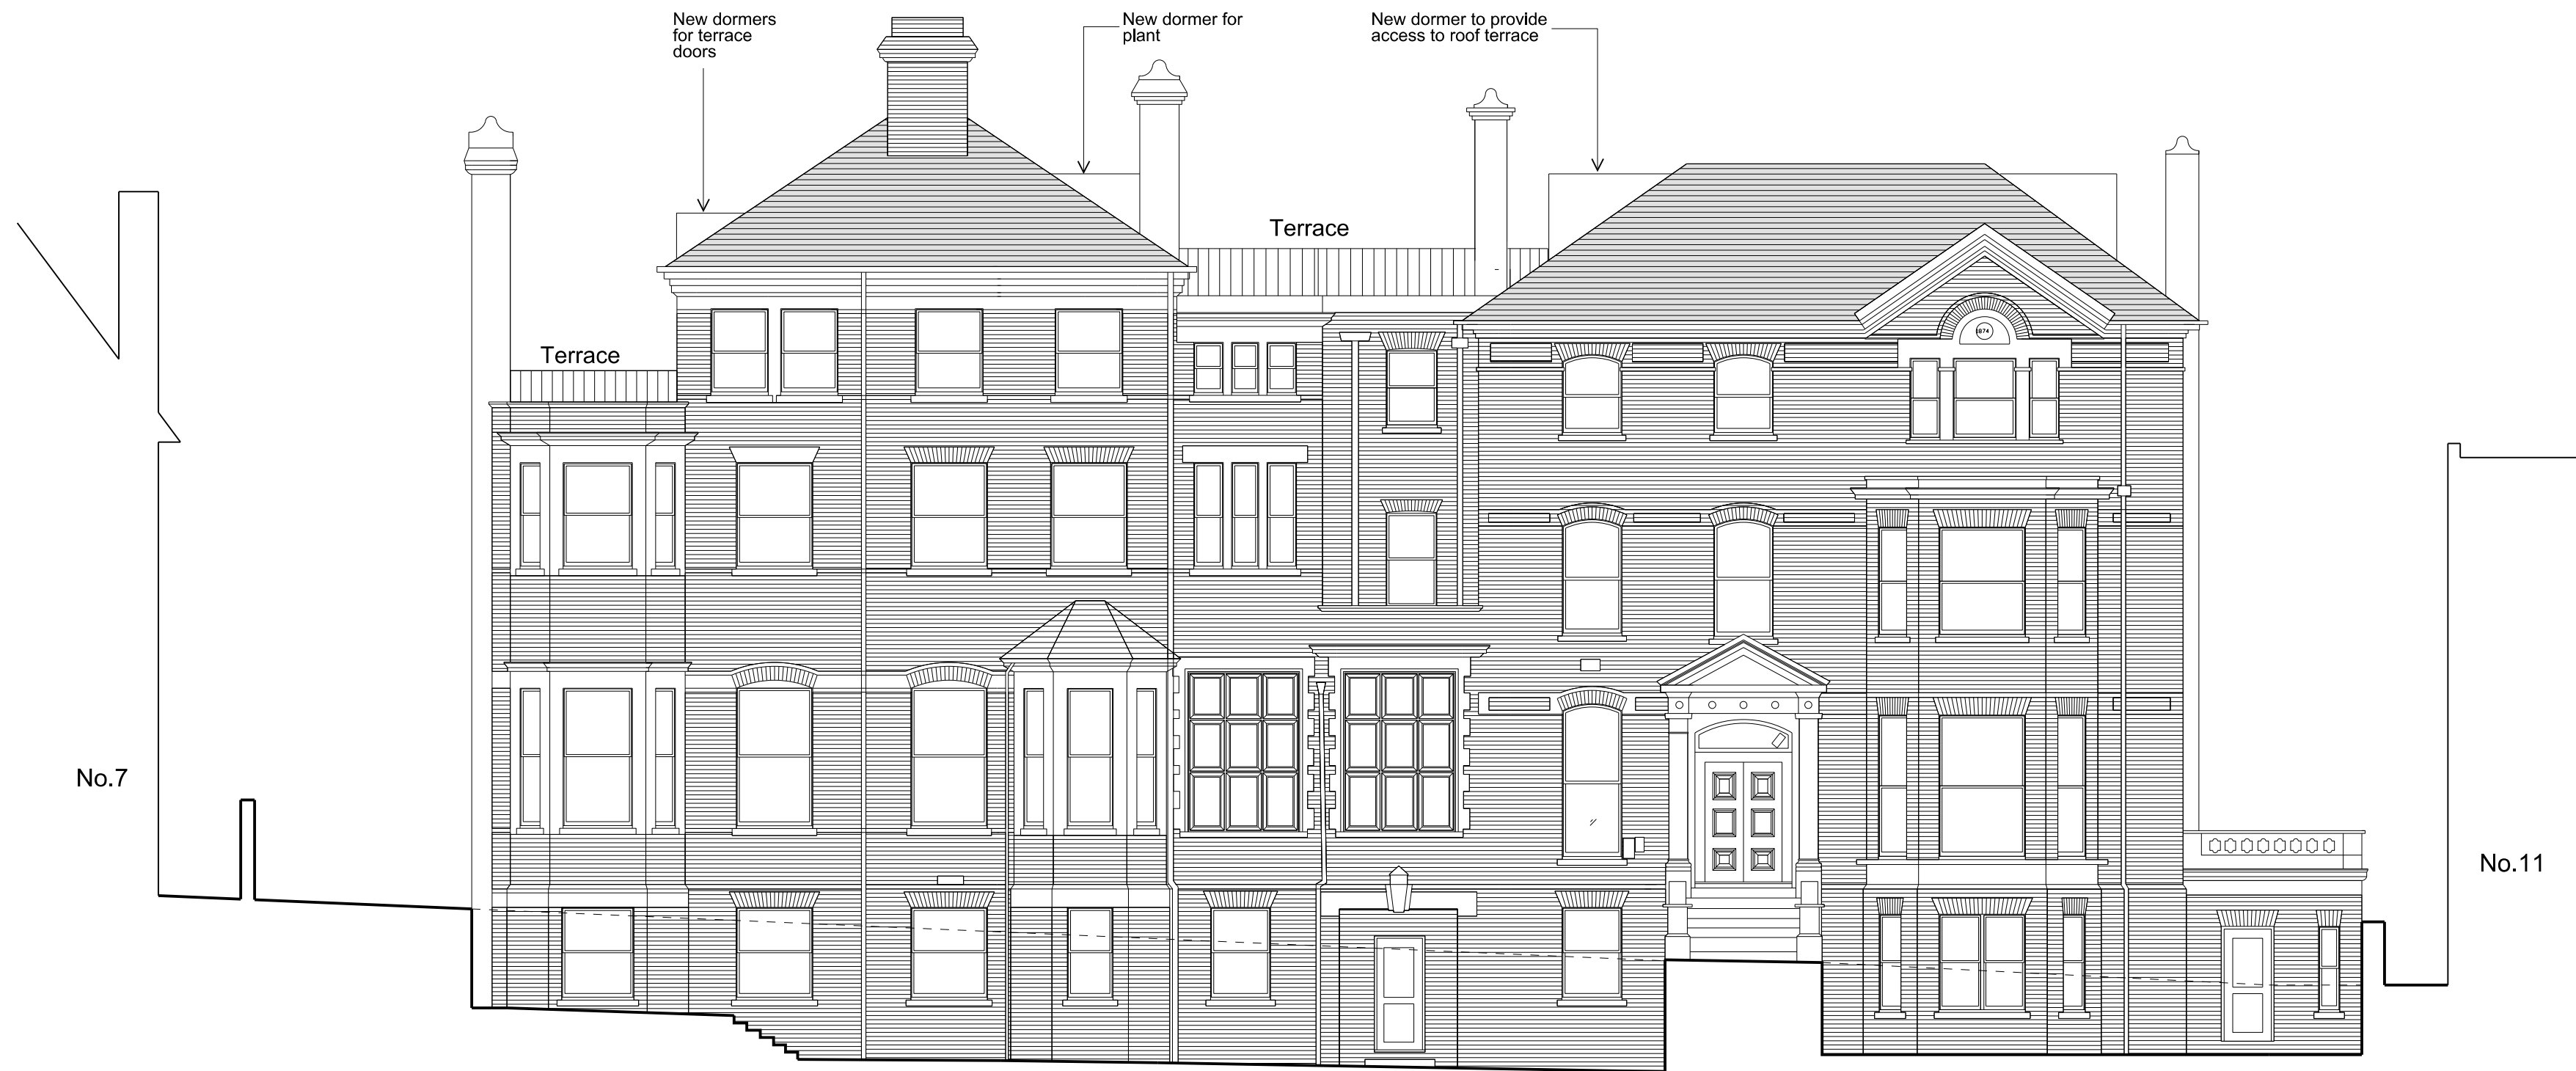 New dormers
for terrace
doors
New dormer for
plant
New dormer to provide
access to roof terrace
Terrace
Terrace
1874
No.7
No.11